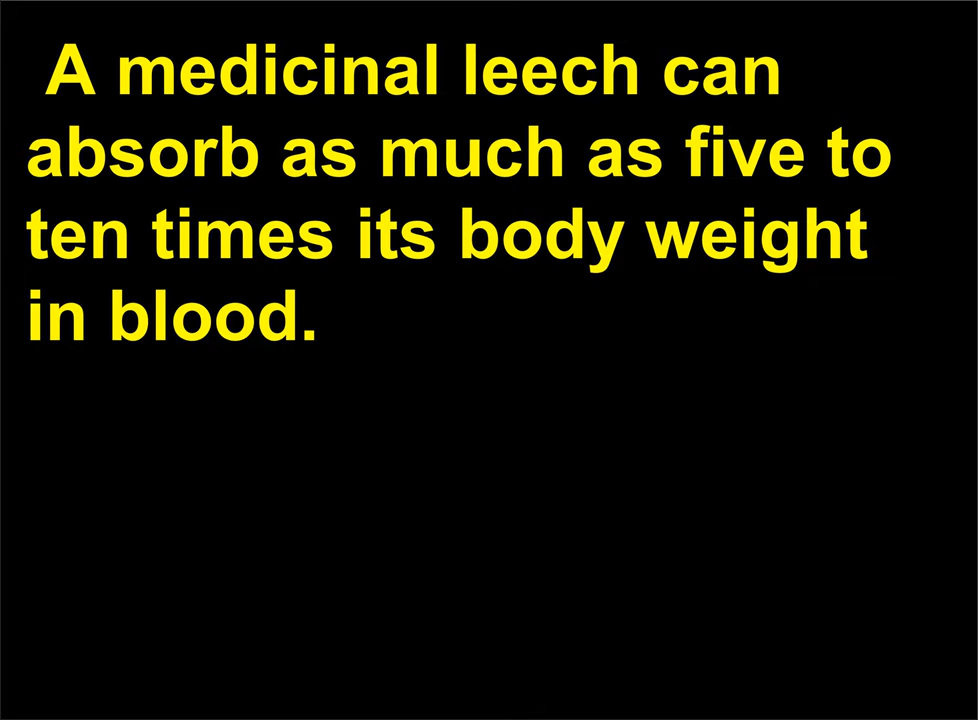 A medicinal leech can
absorb as much as five to
ten times its body weight
in blood.